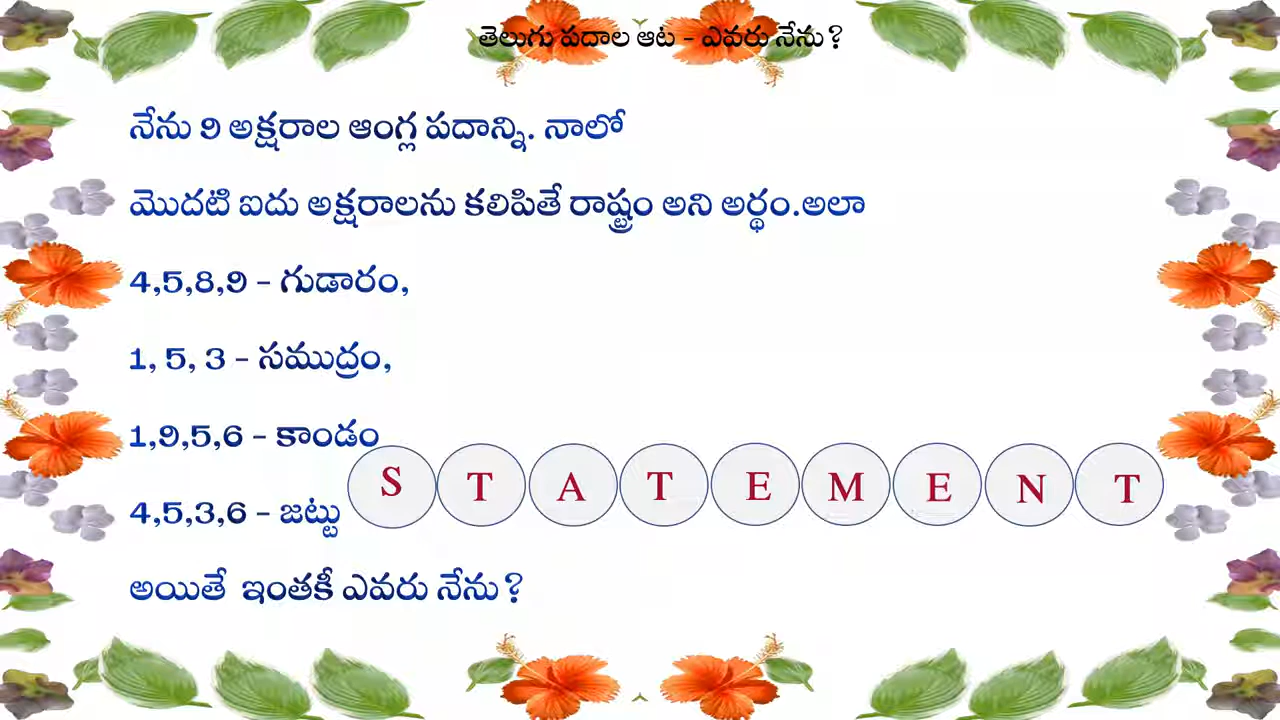 తెలుగు పదాల ఆట - ఎవరు నేను?
నేను 9 అక్షరాల ఆంగ్ల పదాన్ని. నాలో
మొదటి ఐదు అక్షరాలను కలిపితే రాష్ట్రం అని అర్థం.అలా
4,5,8,9 - గుడారం,
1, 5, 3 - సముద్రం,
1,9,5,6 - కాండం
4,5,3,6 - జట్టు
S T A T E M E N T
అయితే ఇంతకీ ఎవరు నేను?